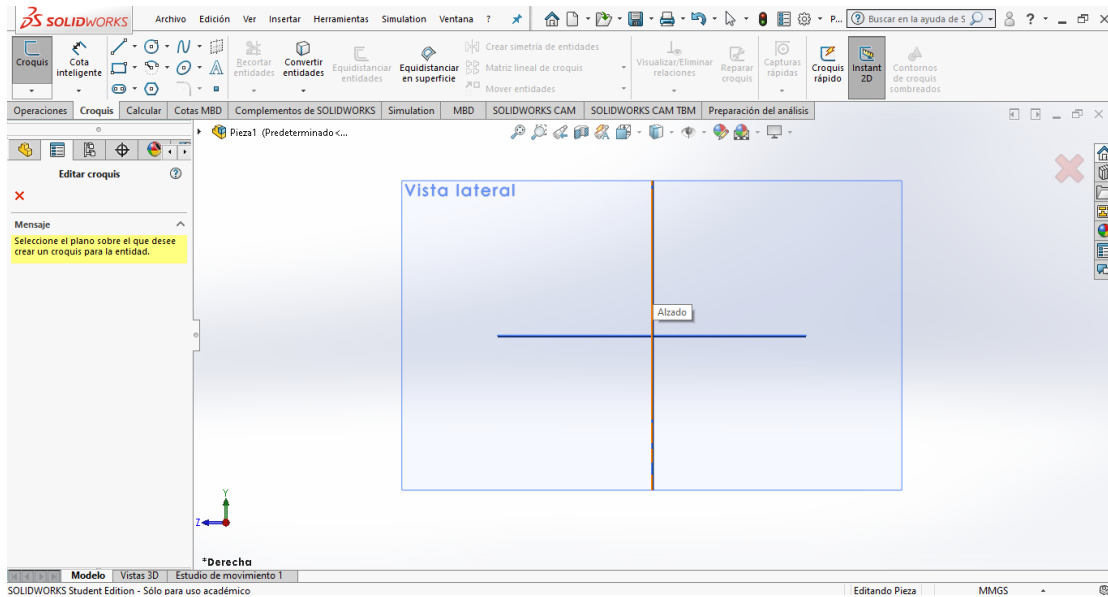 SOLIDWORKS Archivo Edición Ver Insertar Herramientas Simulation Ventana ? P... Buscar en la ayuda de S ?
Croquis
Cota inteligente
Recortar entidades
Convertir entidades
Equidistanciar entidades
Equidistanciar en superficie
Crear simetría de entidades
Matriz lineal de croquis
Mover entidades
Visualizar/Eliminar relaciones
Reparar croquis
Capturas rápidas
Croquis rápido
Instant 2D
Contornos de croquis sombreados
Operaciones Croquis Calcular Cotas MBD Complementos de SOLIDWORKS Simulation MBD SOLIDWORKS CAM SOLIDWORKS CAM TBM Preparación del análisis
Pieza1 (Predeterminado<...
Editar croquis
Mensaje
Seleccione el plano sobre el que desee
crear un croquis para la entidad.
Vista lateral
Alzado
Y
Z
*Derecha
Modelo Vistas 3D Estudio de movimiento 1
SOLIDWORKS Student Edition - Sólo para uso académico Editando Pieza MMGS